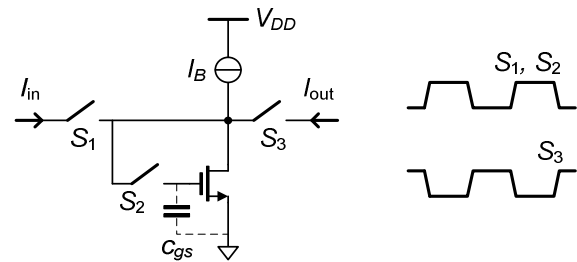 V_DD
I_B
I_in
I_out
S_1
S_3
S_2
c_gs
S_1, S_2
S_3